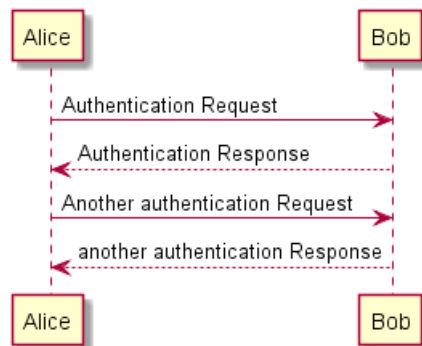 Alice
Bob
Authentication Request
Authentication Response
Another authentication Request
another authentication Response
Alice
Bob